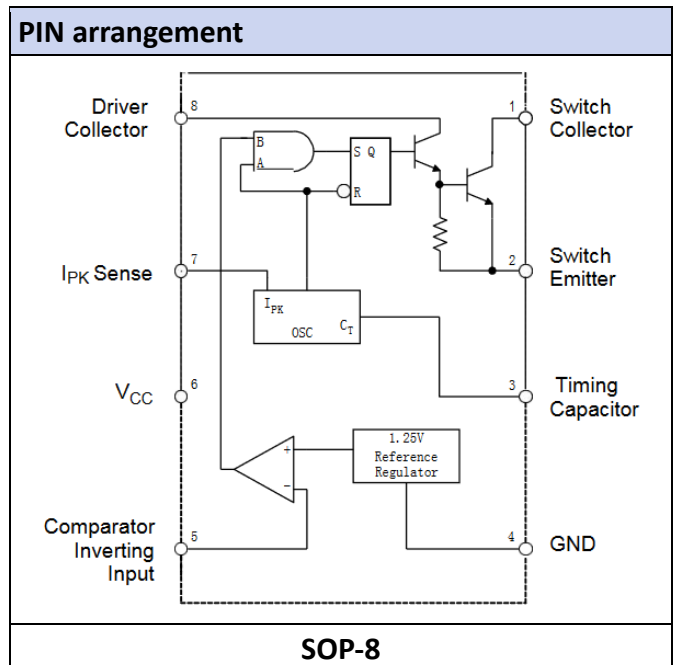 PIN arrangement
Driver
Collector
8
1
Switch
Collector
B
A
S Q
R
IPK Sense
7
2
Switch
Emitter
IPK
OSC
CT
VCC
6
3
Timing
Capacitor
1.25V
Reference
Regulator
+
-
Comparator
Inverting
Input
5
4
GND
SOP-8